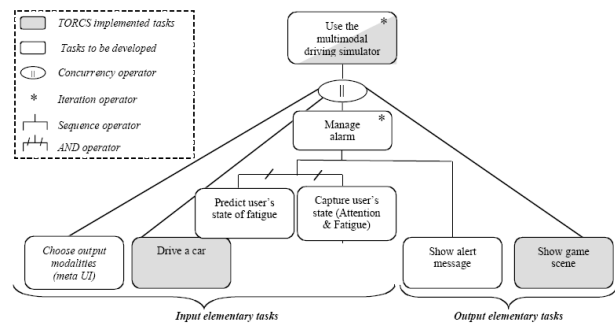 TORCS implemented tasks
Tasks to be developed
Concurrency operator
* Iteration operator
Sequence operator
AND operator
Use the *
multimodal
driving simulator
||
Manage *
alarm
Predict user's
state of fatigue
Capture user's
state (Attention
& Fatigue)
Choose output
modalities
(meta UI)
Drive a car
Show alert
message
Show game
scene
Input elementary tasks
Output elementary tasks